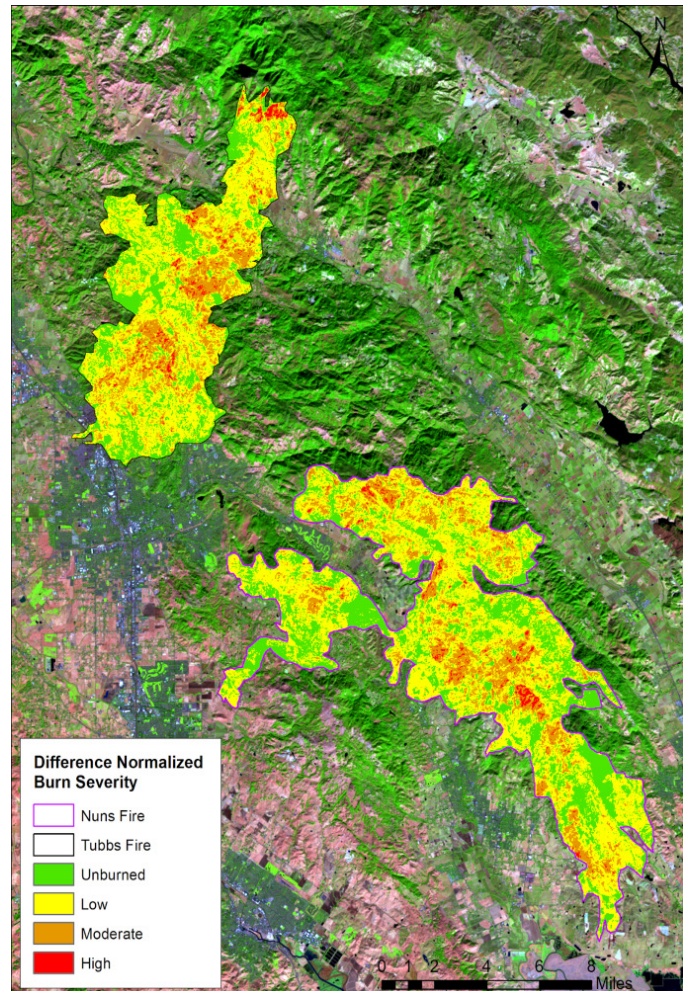 N
Difference Normalized
Burn Severity
Nuns Fire
Tubbs Fire
Unburned
Low
Moderate
High
0 1 2 4 6 8
Miles